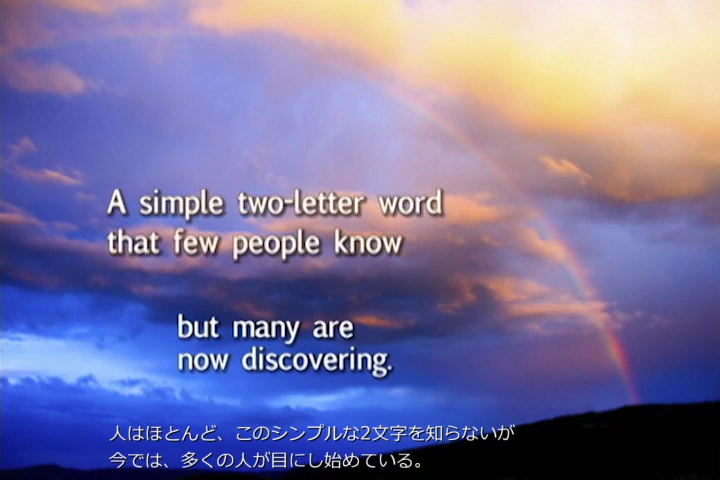 A simple two-letter word
that few people know
but many are
now discovering.
人はほとんど、このシンプルな2文字を知らないが
今では、多くの人が目にし始めている。